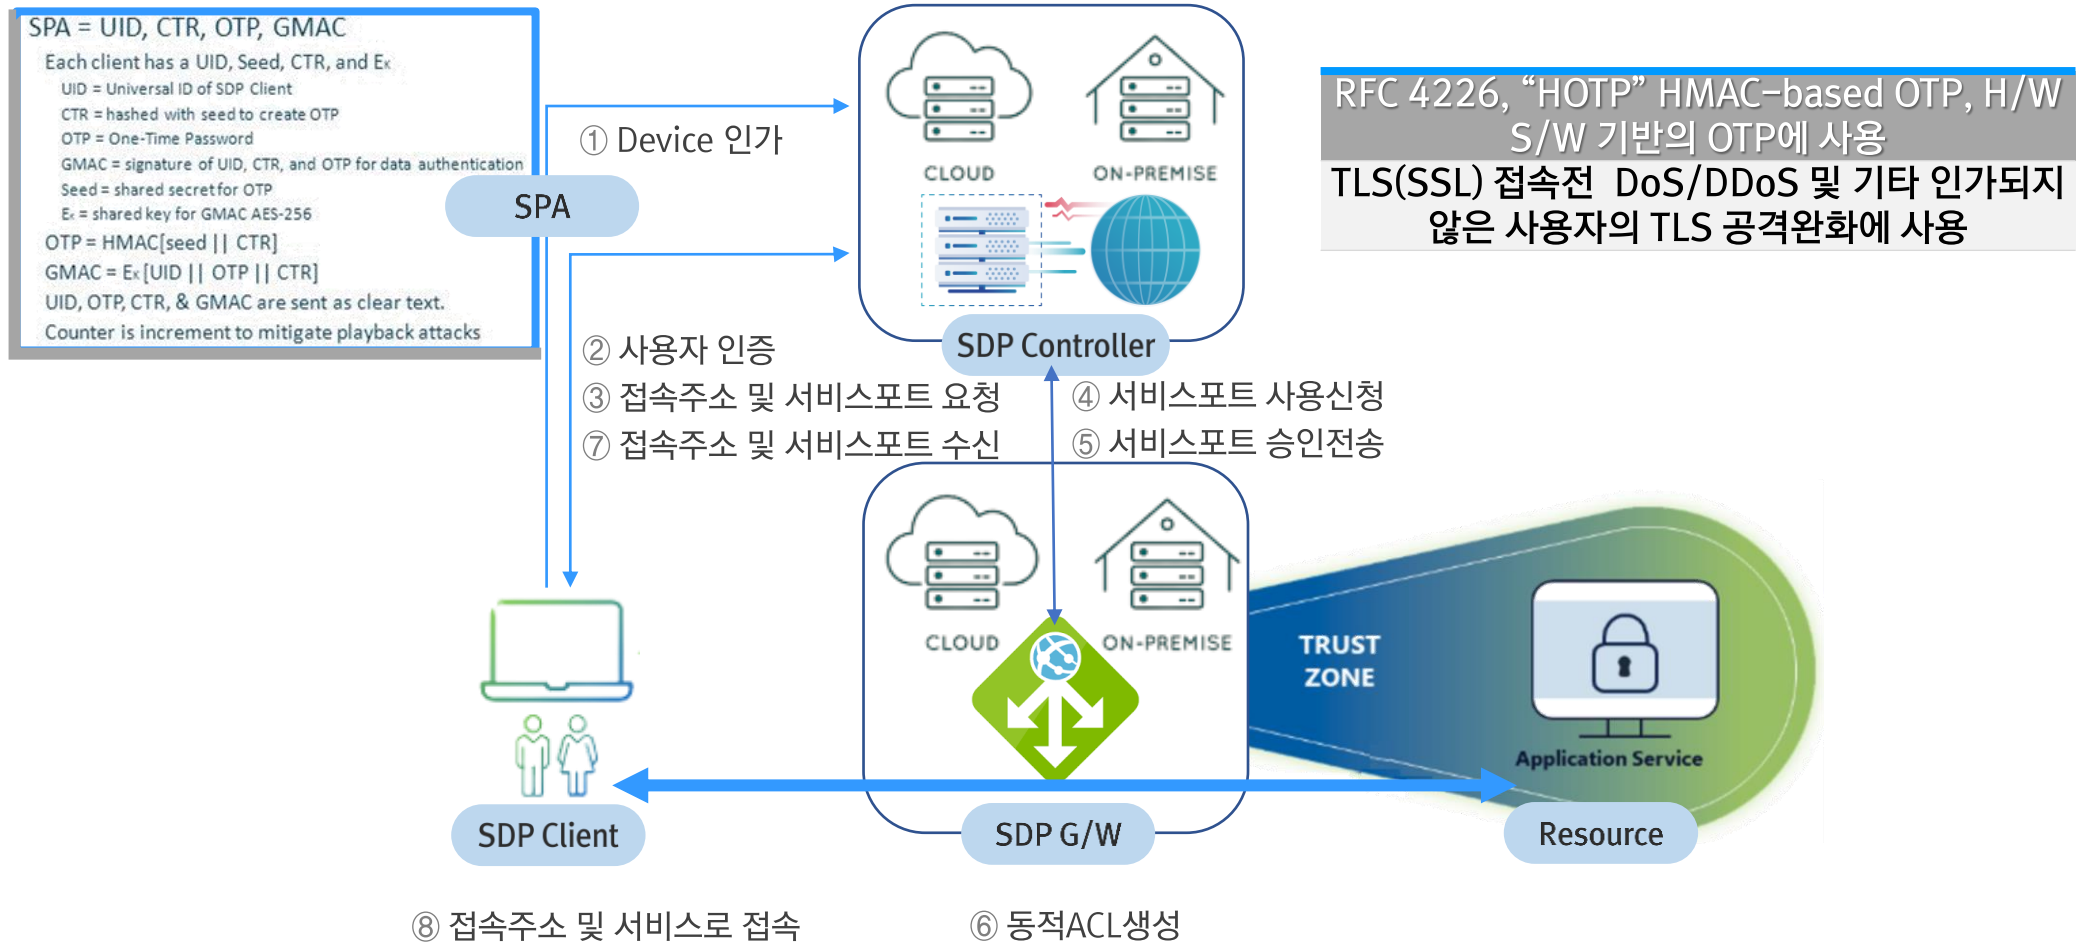 SPA = UID, CTR, OTP, GMAC
Each client has a UID, Seed, CTR, and Eк
UID = Universal ID of SDP Client
CTR = hashed with seed to create OTP
OTP = One-Time Password
GMAC = signature of UID, CTR, and OTP for data authentication
Seed = shared secret for OTP
Eк = shared key for GMAC AES-256
OTP = HMAC[seed || CTR]
GMAC = Eк [UID || OTP || CTR]
UID, OTP, CTR, & GMAC are sent as clear text.
Counter is increment to mitigate playback attacks
SPA
① Device 인가
CLOUD
ON-PREMISE
SDP Controller
RFC 4226, “HOTP” HMAC-based OTP, H/W
S/W 기반의 OTP에 사용
TLS(SSL) 접속전 DoS/DDoS 및 기타 인가되지
않은 사용자의 TLS 공격완화에 사용
② 사용자 인증
③ 접속주소 및 서비스포트 요청
⑦ 접속주소 및 서비스포트 수신
④ 서비스포트 사용신청
⑤ 서비스포트 승인전송
CLOUD
ON-PREMISE
TRUST
ZONE
Application Service
SDP Client
SDP G/W
Resource
⑧ 접속주소 및 서비스로 접속
⑥ 동적ACL생성